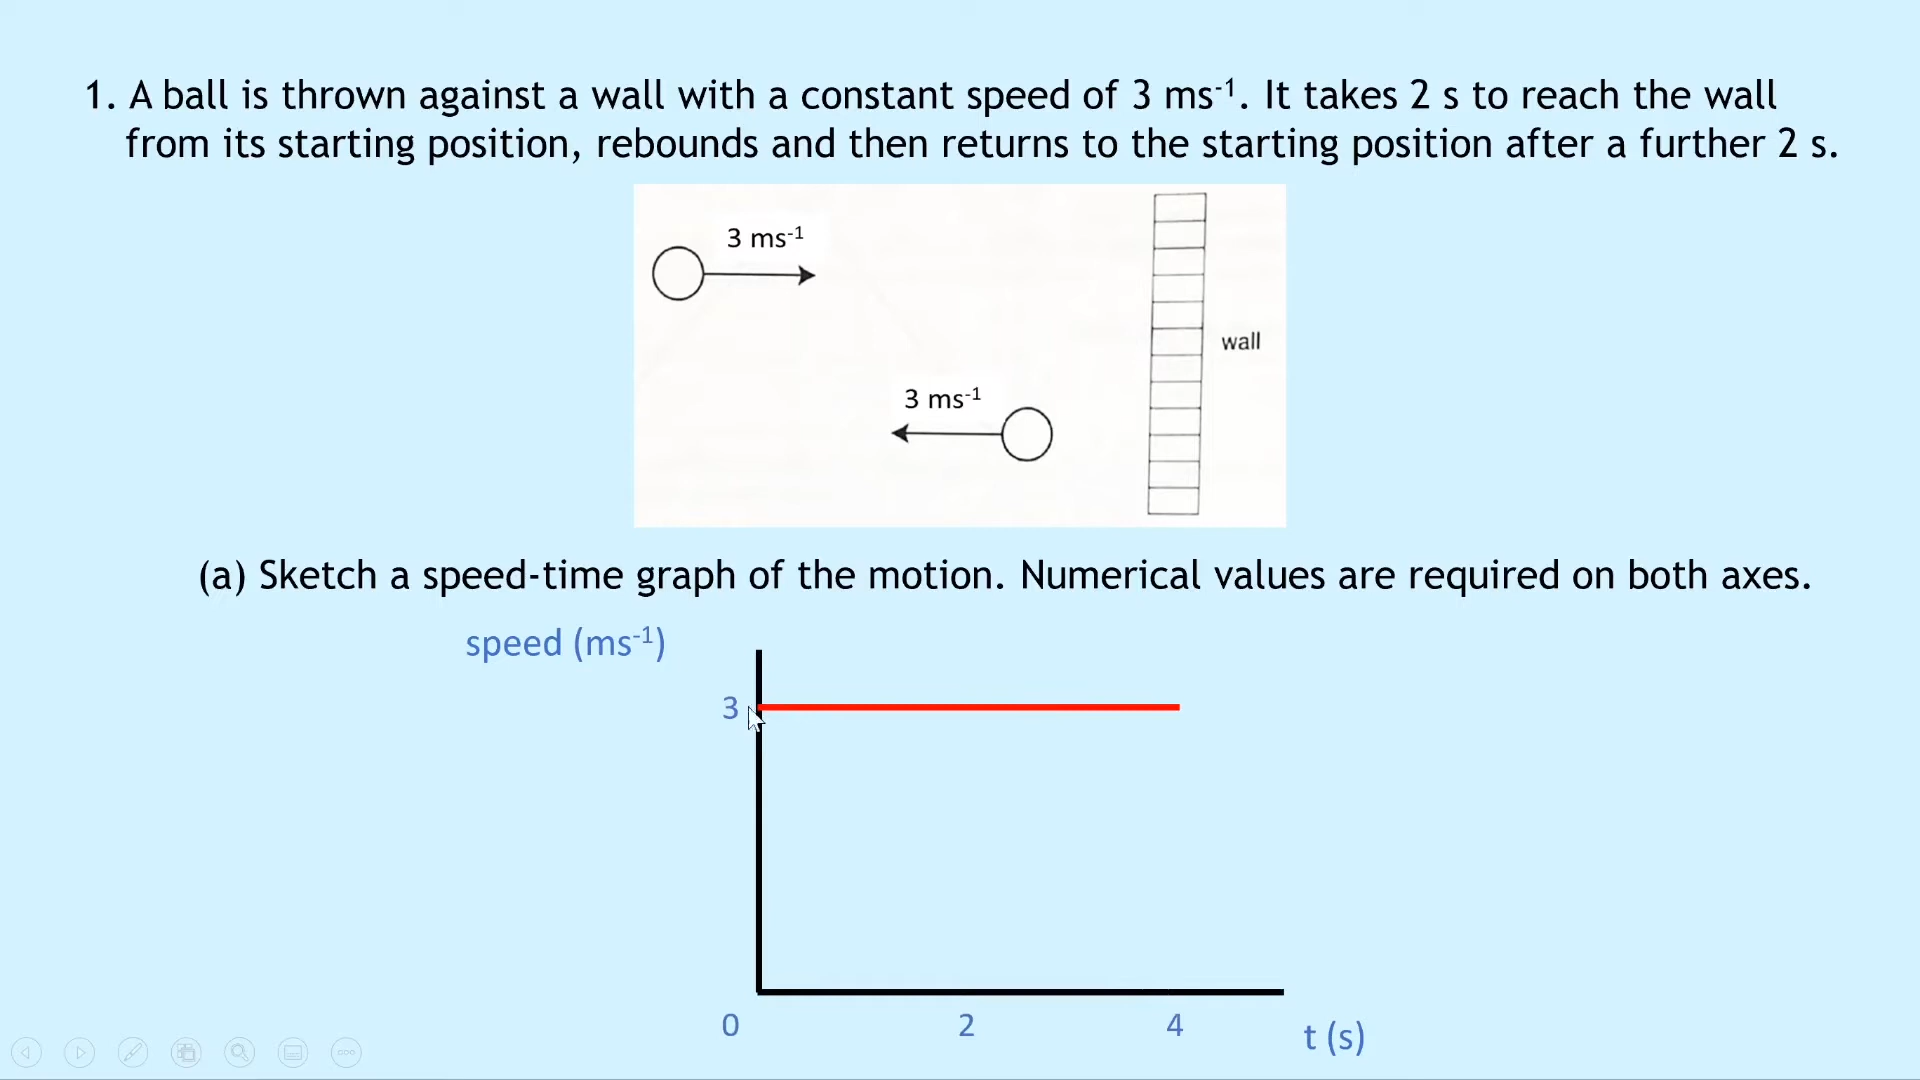 1. A ball is thrown against a wall with a constant speed of 3 ms⁻¹. It takes 2 s to reach the wall
from its starting position, rebounds and then returns to the starting position after a further 2 s.
3 ms⁻¹
wall
3 ms⁻¹
(a) Sketch a speed-time graph of the motion. Numerical values are required on both axes.
speed (ms⁻¹)
3
0 2 4 t (s)